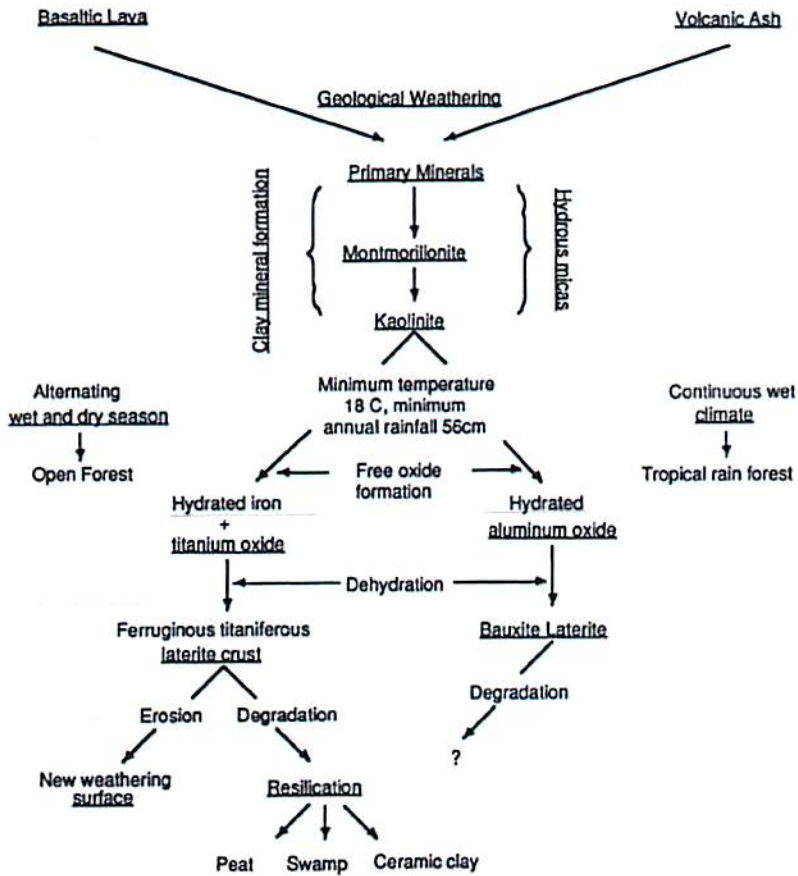 Basaltic Lava
Volcanic Ash
Geological Weathering
Primary Minerals
Clay mineral formation
Hydrous micas
Montmorillonite
Kaolinite
Minimum temperature
18 C, minimum
annual rainfall 56cm
Alternating
wet and dry season
Open Forest
Continuous wet
climate
Tropical rain forest
Free oxide
formation
Hydrated iron
+
titanium oxide
Hydrated
aluminum oxide
Dehydration
Ferruginous titaniferous
laterite crust
Bauxite Laterite
Erosion
Degradation
Degradation
?
New weathering
surface
Resilication
Peat
Swamp
Ceramic clay